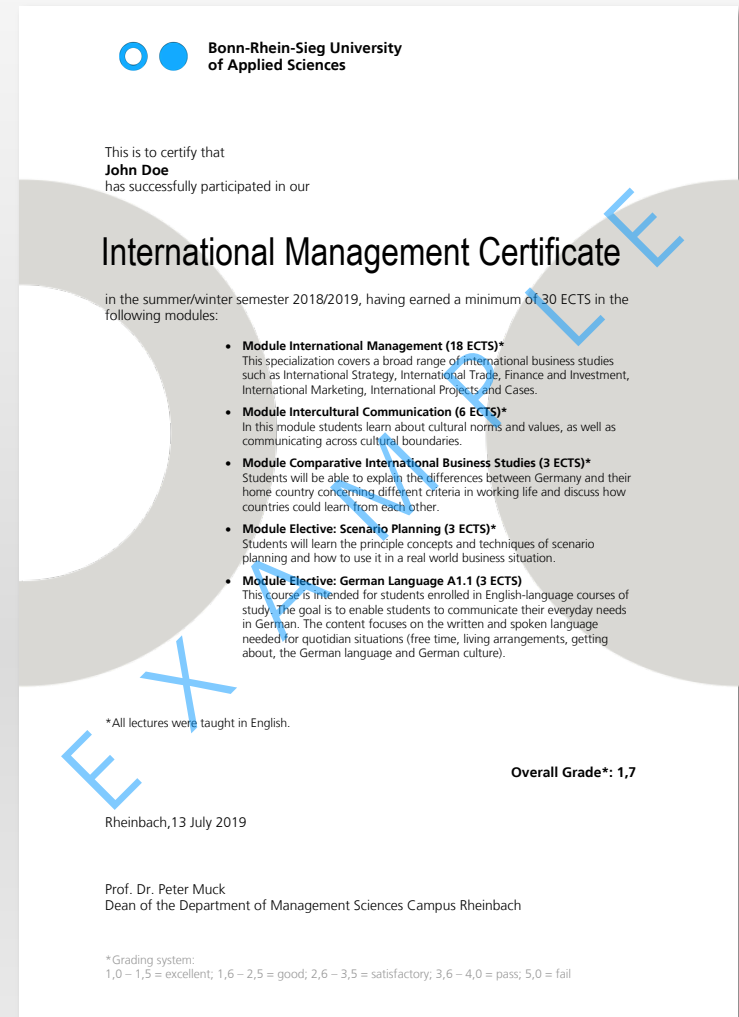 Bonn-Rhein-Sieg University
of Applied Sciences
This is to certify that
John Doe
has successfully participated in our
International Management Certificate
in the summer/winter semester 2018/2019, having earned a minimum of 30 ECTS in the
following modules:
• Module International Management (18 ECTS)*
This specialization covers a broad range of international business studies
such as International Strategy, International Trade, Finance and Investment,
International Marketing, International Projects and Cases.
• Module Intercultural Communication (6 ECTS)*
In this module students learn about cultural norms and values, as well as
communicating across cultural boundaries.
• Module Comparative International Business Studies (3 ECTS)*
Students will be able to explain the differences between Germany and their
home country concerning different criteria in working life and discuss how
countries could learn from each other.
• Module Elective: Scenario Planning (3 ECTS)*
Students will learn the principle concepts and techniques of scenario
planning and how to use it in a real world business situation.
• Module Elective: German Language A1.1 (3 ECTS)
This course is intended for students enrolled in English-language courses of
study. The goal is to enable students to communicate their everyday needs
in German. The content focuses on the written and spoken language
needed for quotidian situations (free time, living arrangements, getting
about, the German language and German culture).
*All lectures were taught in English.
Overall Grade*: 1,7
Rheinbach,13 July 2019
Prof. Dr. Peter Muck
Dean of the Department of Management Sciences Campus Rheinbach
*Grading system:
1,0 – 1,5 = excellent; 1,6 – 2,5 = good; 2,6 – 3,5 = satisfactory; 3,6 – 4,0 = pass; 5,0 = fail
EXAMPLE